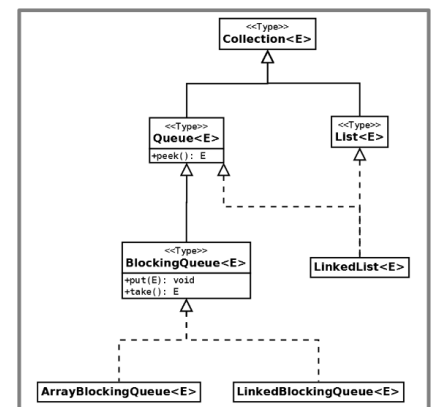 <<Type>>
Collection<E>
<<Type>>
Queue<E>
+peek(): E
<<Type>>
List<E>
<<Type>>
BlockingQueue<E>
+put(E): void
+take(): E
LinkedList<E>
ArrayBlockingQueue<E>
LinkedBlockingQueue<E>